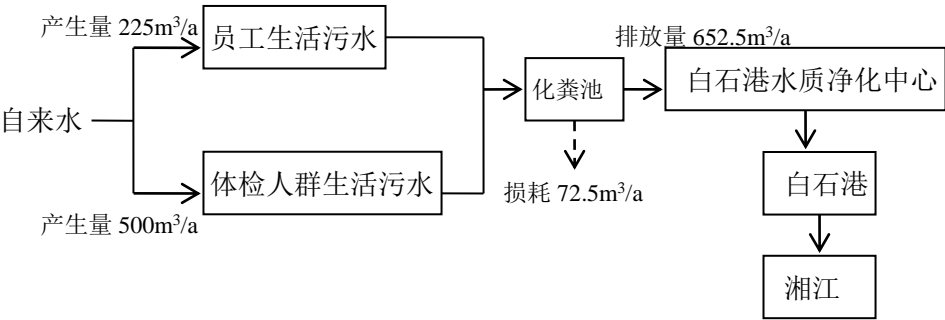 产生量 225m³/a
员工生活污水
排放量 652.5m³/a
白石港水质净化中心
化粪池
自来水
体检人群生活污水
损耗 72.5m³/a
白石港
产生量 500m³/a
湘江